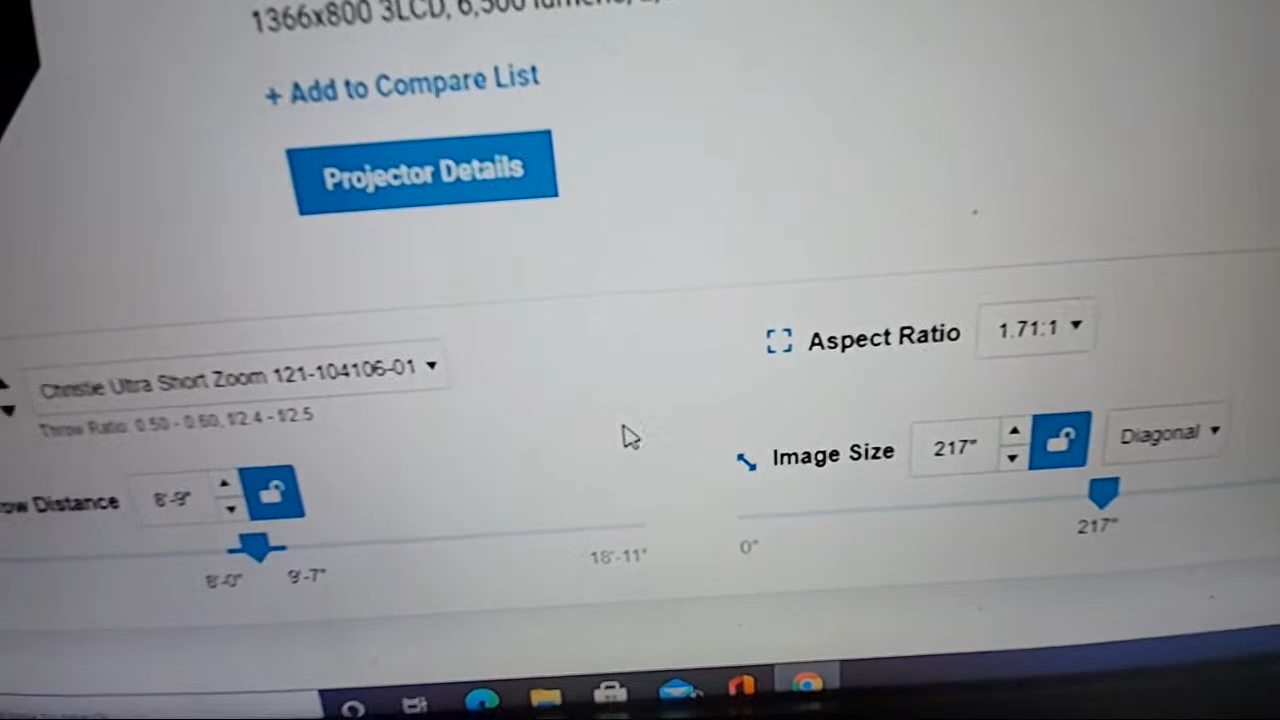 1366x800 3LCD, 6,500 lumens,
+ Add to Compare List
Projector Details
Aspect Ratio 1.71:1
Christie Ultra Short Zoom 121-104106-01
Throw Ratio: 0.50 - 0.60, f/2.4 - f/2.5
Image Size 217" Diagonal
ow Distance 8'-9"
217"
0"
18'-11"
8'-0" 9'-7"